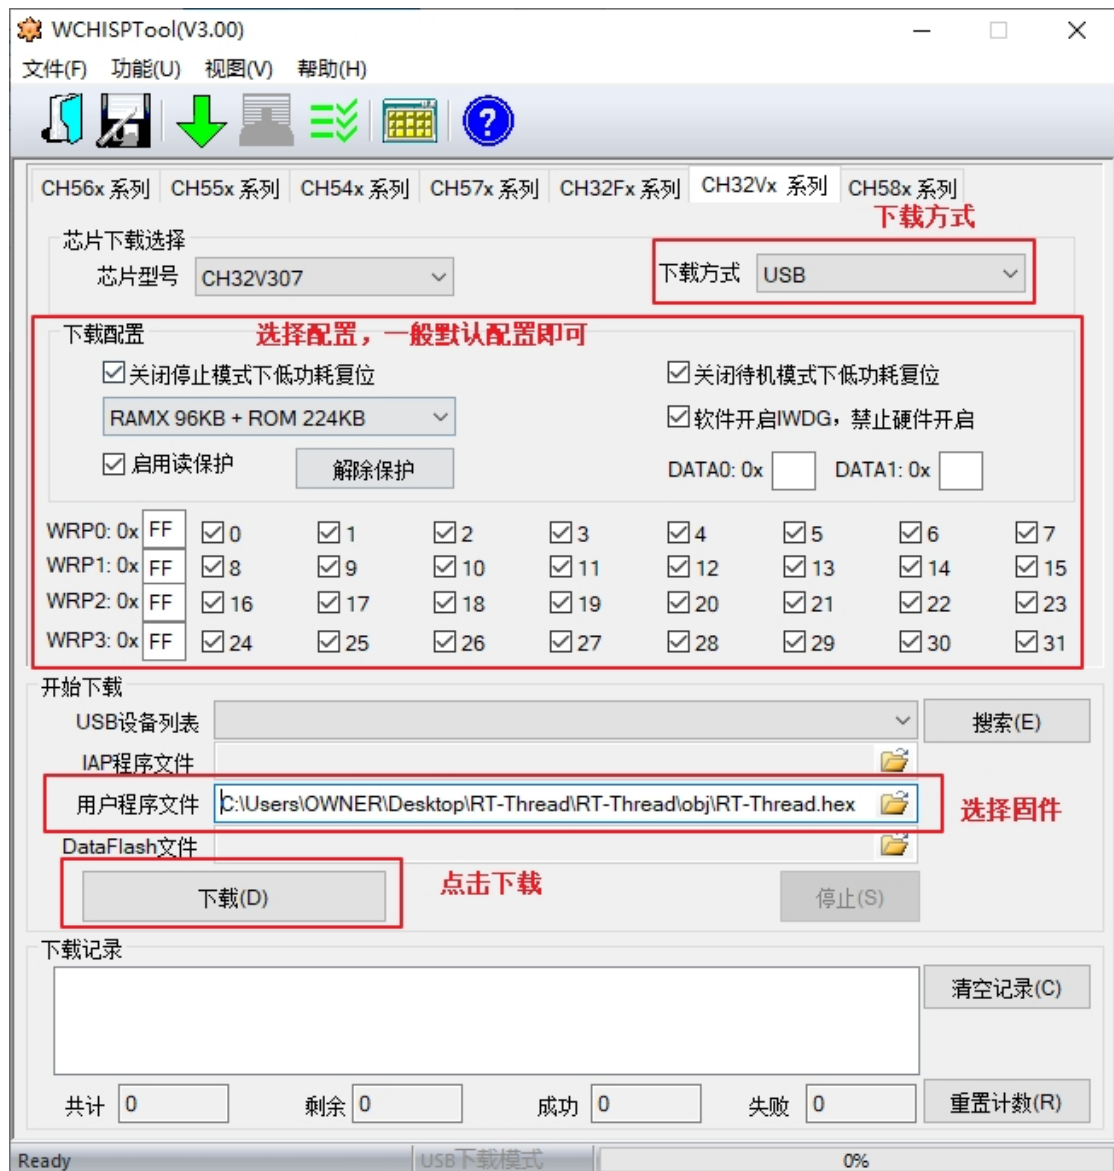 WCHISPTool(V3.00)
文件(F) 功能(U) 视图(V) 帮助(H)
CH56x 系列 CH55x 系列 CH54x 系列 CH57x 系列 CH32Fx 系列 CH32Vx 系列 CH58x 系列
下载方式
芯片下载选择
芯片型号 CH32V307 下载方式 USB
下载配置 选择配置，一般默认配置即可
关闭停止模式下低功耗复位 关闭待机模式下低功耗复位
RAMX 96KB + ROM 224KB 软件开启IWDG，禁止硬件开启
启用读保护 解除保护 DATA0: 0x DATA1: 0x
WRP0: 0x FF 0 1 2 3 4 5 6 7
WRP1: 0x FF 8 9 10 11 12 13 14 15
WRP2: 0x FF 16 17 18 19 20 21 22 23
WRP3: 0x FF 24 25 26 27 28 29 30 31
开始下载
USB设备列表 搜索(E)
IAP程序文件
用户程序文件 C:\Users\OWNER\Desktop\RT-Thread\RT-Thread\obj\RT-Thread.hex 选择固件
DataFlash文件
下载(D) 点击下载 停止(S)
下载记录
清空记录(C)
共计 0 剩余 0 成功 0 失败 0 重置计数(R)
Ready USB下载模式 0%